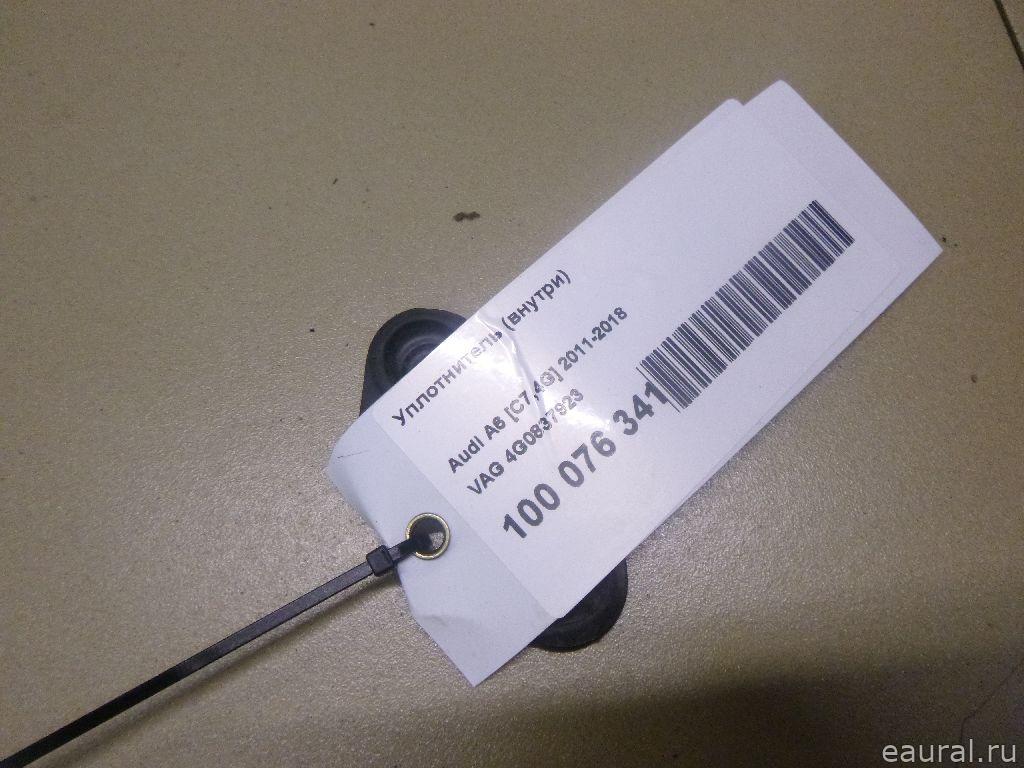 Уплотнитель (внутри)
Audi A6 [C7,4G] 2011-2018
VAG 4G0837923
100 076 341
eaural.ru